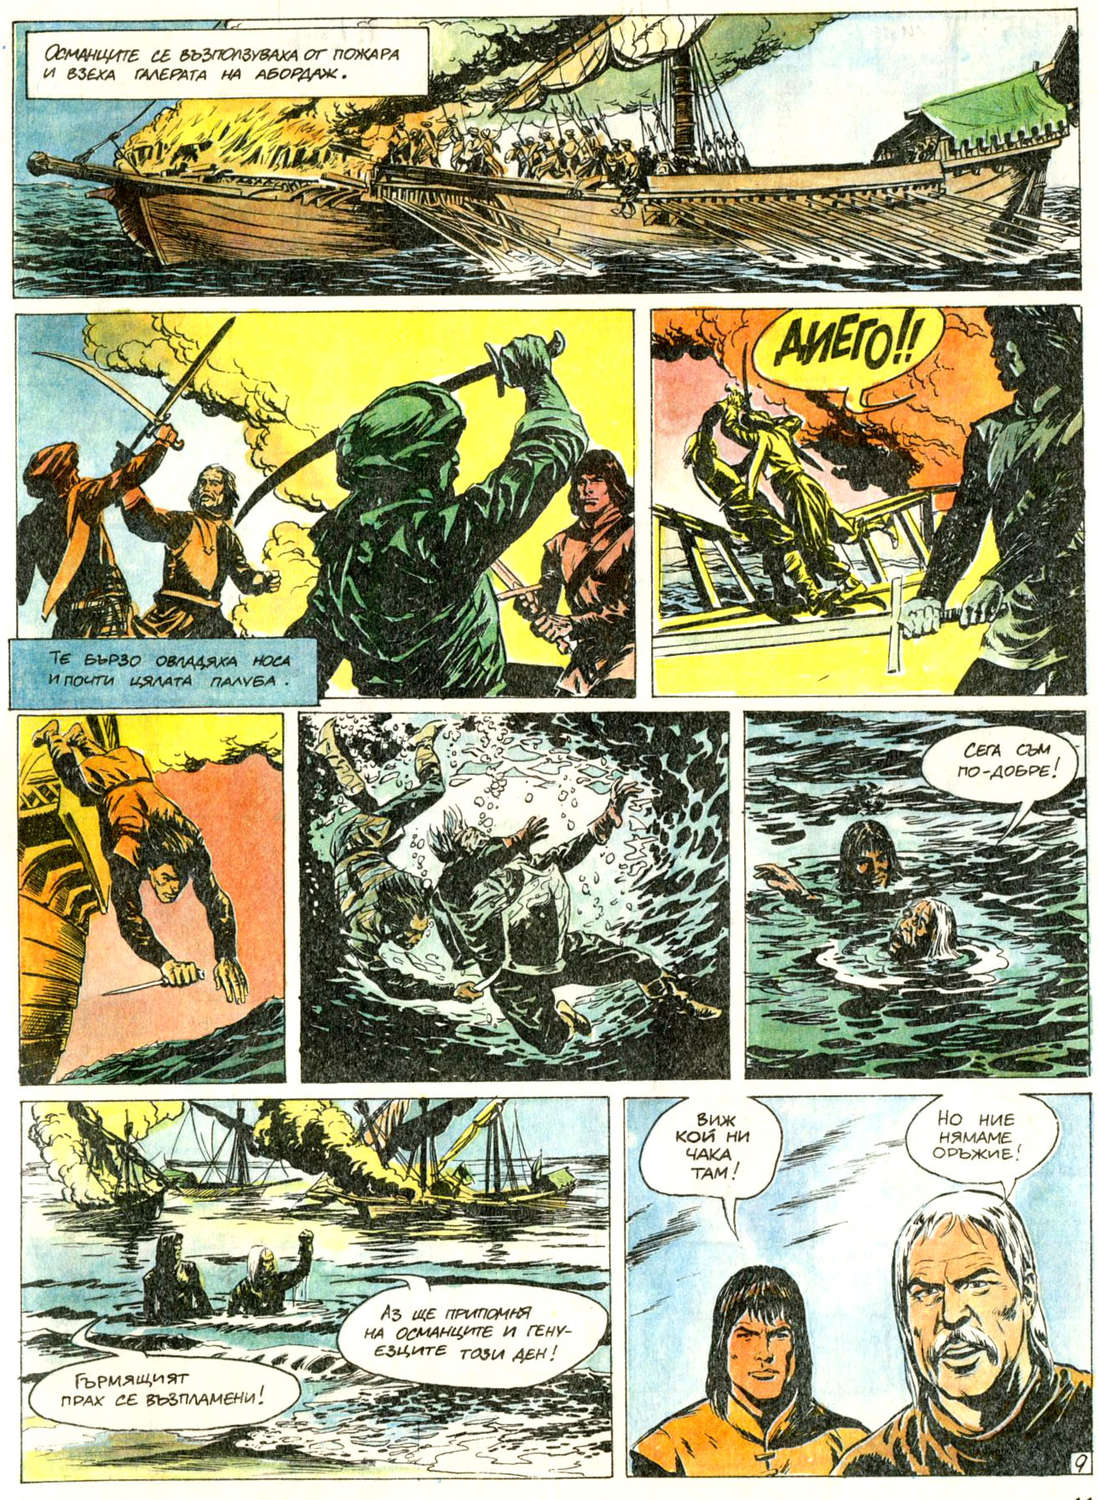 ОСМАНЦИТЕ СЕ ВЪЗПОЛЗУВАХА ОТ ПОЖАРА
И ВЗЕХА ГАЛЕРАТА НА АБОРДАЖ.
ТЕ БЪРЗО ОВЛАДЯХА НОСА
И ПОЧТИ ЦЯЛАТА ПАЛУБА.
ДИЕГО!!
СЕГА СЪМ
ПО-ДОБРЕ!
ГЪРМЯЩИЯТ
ПРАХ СЕ ВЪЗПЛАМЕНИ!
АЗ ЩЕ ПРИПОМНЯ
НА ОСМАНЦИТЕ И ГЕНУ-
ЕЗЦИТЕ ТОЗИ ДЕН!
ВИЖ
КОЙ НИ
ЧАКА
ТАМ!
НО НИЕ
НЯМАМЕ
ОРЪЖИЕ!
9